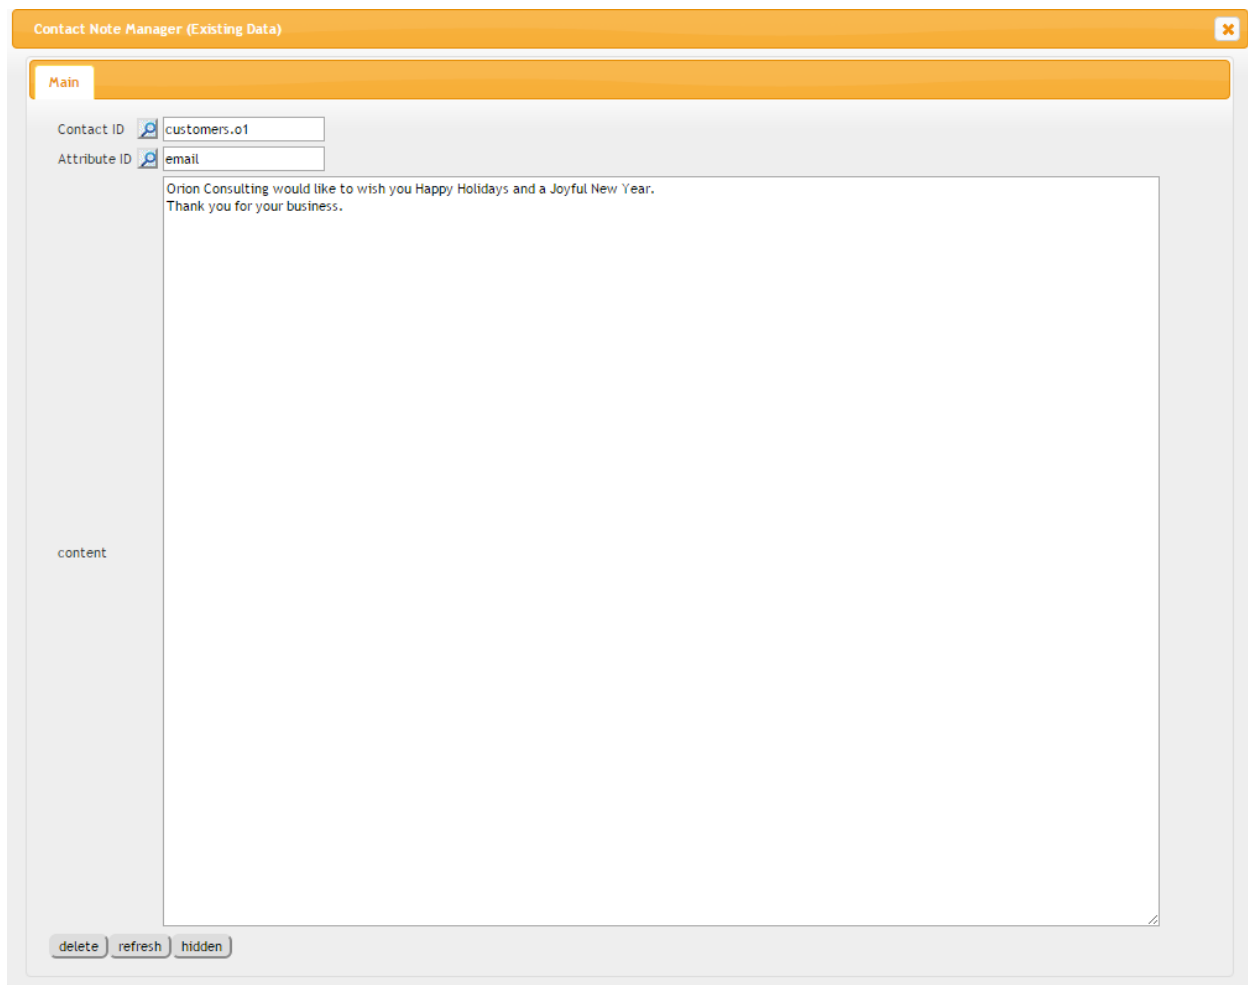 Contact Note Manager (Existing Data)
Main
Contact ID customers.o1
Attribute ID email
Orion Consulting would like to wish you Happy Holidays and a Joyful New Year.
Thank you for your business.
content
delete refresh hidden